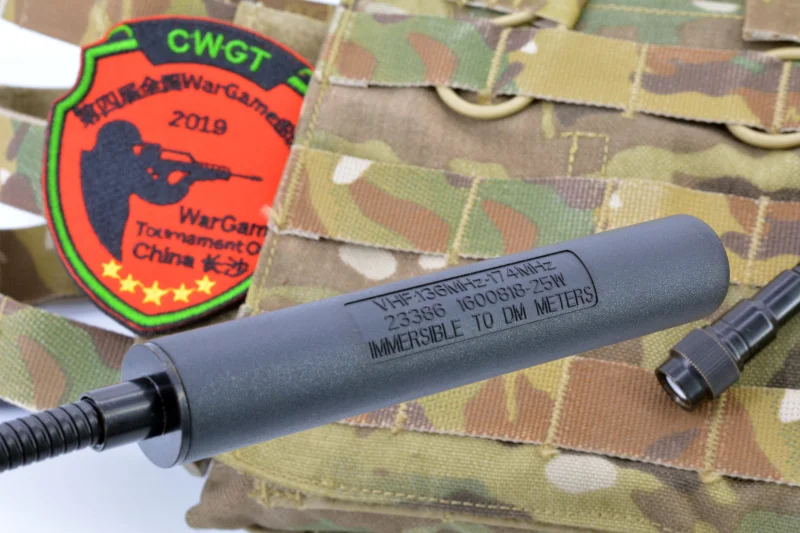 CWGT
第四届全国WarGame
2019
WarGam
Tournament O
China 长沙
VHF:136MHz-174MHz
23386 1600818-25W
IMMERSIBLE TO DM METERS